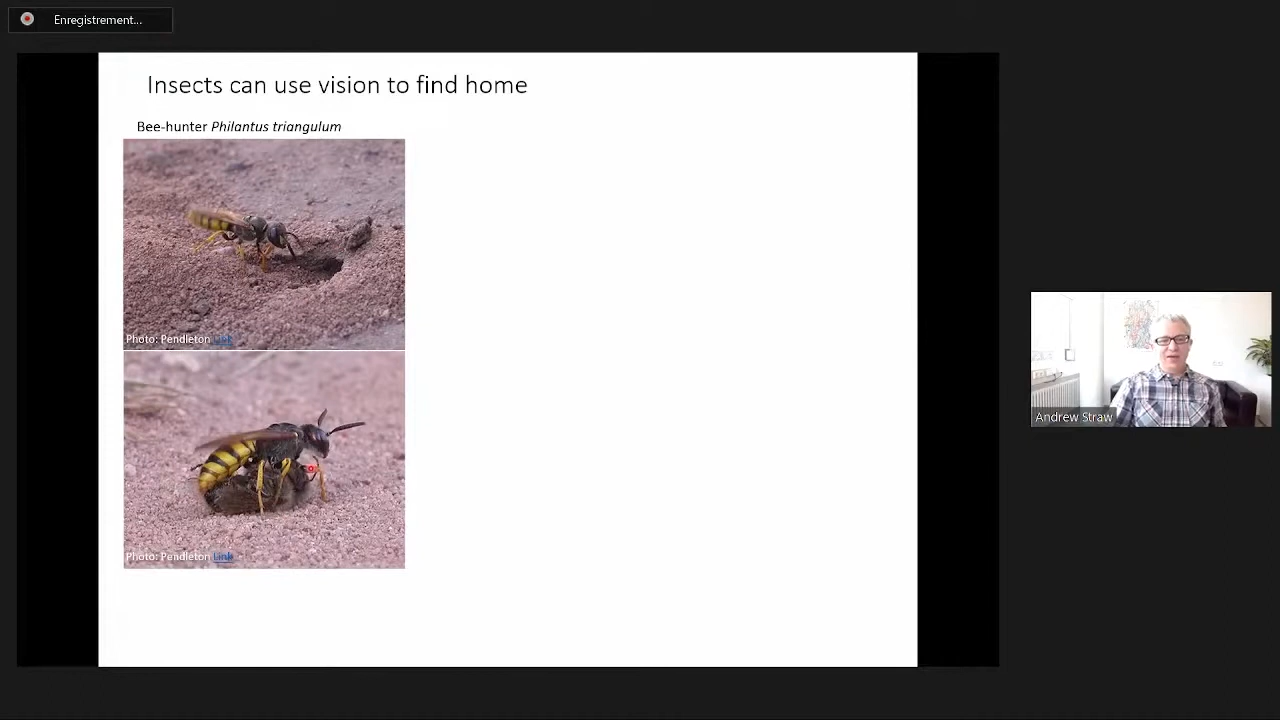 Enregistrement...
Insects can use vision to find home
Bee-hunter Philantus triangulum
Photo: Pendleton Link
Photo: Pendleton Link
Andrew Straw